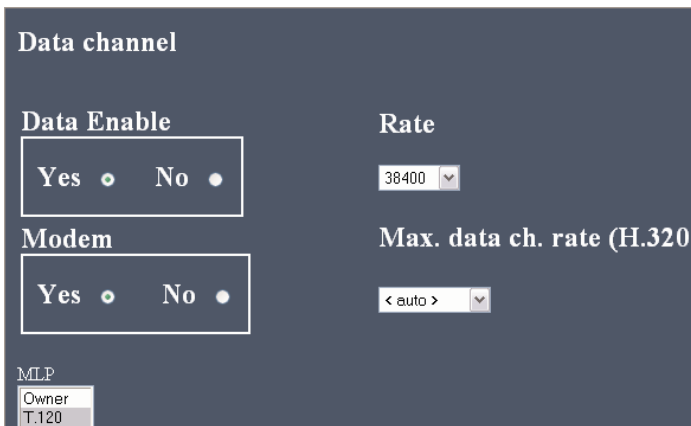 Data channel
Data Enable
Rate
Yes No
38400
Modem
Max. data ch. rate (H.320
Yes No
< auto >
MLP
Owner
T.120